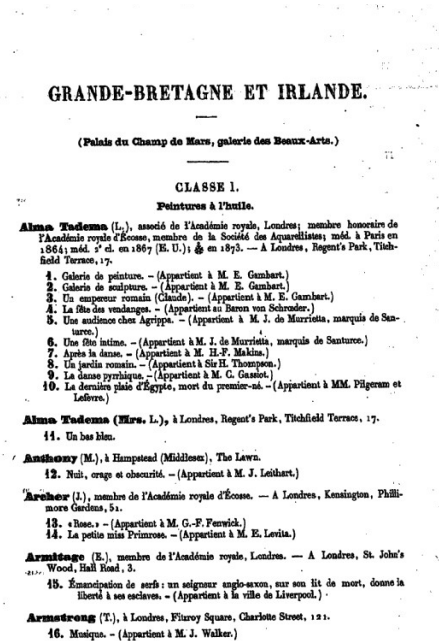 GRANDE-BRETAGNE ET IRLANDE.
(Palais du Champ de Mars, galerie des Beaux-Arts.)
CLASSE 1.
Peintures à l'huile.
Alma Tadema (L.), associé de l'Académie royale, Londres; membre honoraire de
l'Académie royale d'Écosse, membre de la Société des Aquarellistes; méd. à Paris en
1864; méd. 2e cl. en 1867 (E. U.); en 1873. — A Londres, Regent's Park, Titch-
field Terrace, 17.
1. Galerie de peinture. – (Appartient à M. E. Gambart.)
2. Galerie de sculpture. – (Appartient à M. E. Gambart.)
3. Un empereur romain (Claude). – (Appartient à M. E. Gambart.)
4. La fête des vendanges. – (Appartient au Baron von Schrœder.)
5. Une audience chez Agrippa. – (Appartient à M. J. de Murrietta, marquis de San-
turce.)
6. Une fête intime. – (Appartient à M. J. de Murrietta, marquis de Santurce.)
7. Après la danse. – (Appartient à M. H.-F. Makins.)
8. Un jardin romain. – (Appartient à Sir H. Thompson.)
9. La danse pyrrhique. – (Appartient à M. C. Gassiot.)
10. La dernière plaie d'Égypte, mort du premier-né. – (Appartient à MM. Pilgeram et
Lefèvre.)
Alma Tadema (Mrs. L.), à Londres, Regent's Park, Titchfield Terrace, 17.
11. Un bas bleu.
Anthony (M.), à Hampstead (Middlesex), The Lawn.
12. Nuit, orage et obscurité. – (Appartient à M. J. Leithart.)
Archer (J.), membre de l'Académie royale d'Écosse. — A Londres, Kensington, Philli-
more Gardens, 51.
13. «Rose.» – (Appartient à M. G.-F. Fenwick.)
14. La petite miss Primrose. – (Appartient à M. E. Levita.)
Armitage (E.), membre de l'Académie royale, Londres. — A Londres, St. John's
Wood, Hall Road, 3.
15. Émancipation de serfs : un seigneur anglo-saxon, sur son lit de mort, donne la
liberté à ses esclaves. – (Appartient à la ville de Liverpool.)
Armstrong (T.), à Londres, Fitzroy Square, Charlotte Street, 121.
16. Musique. – (Appartient à M. J. Walker.)